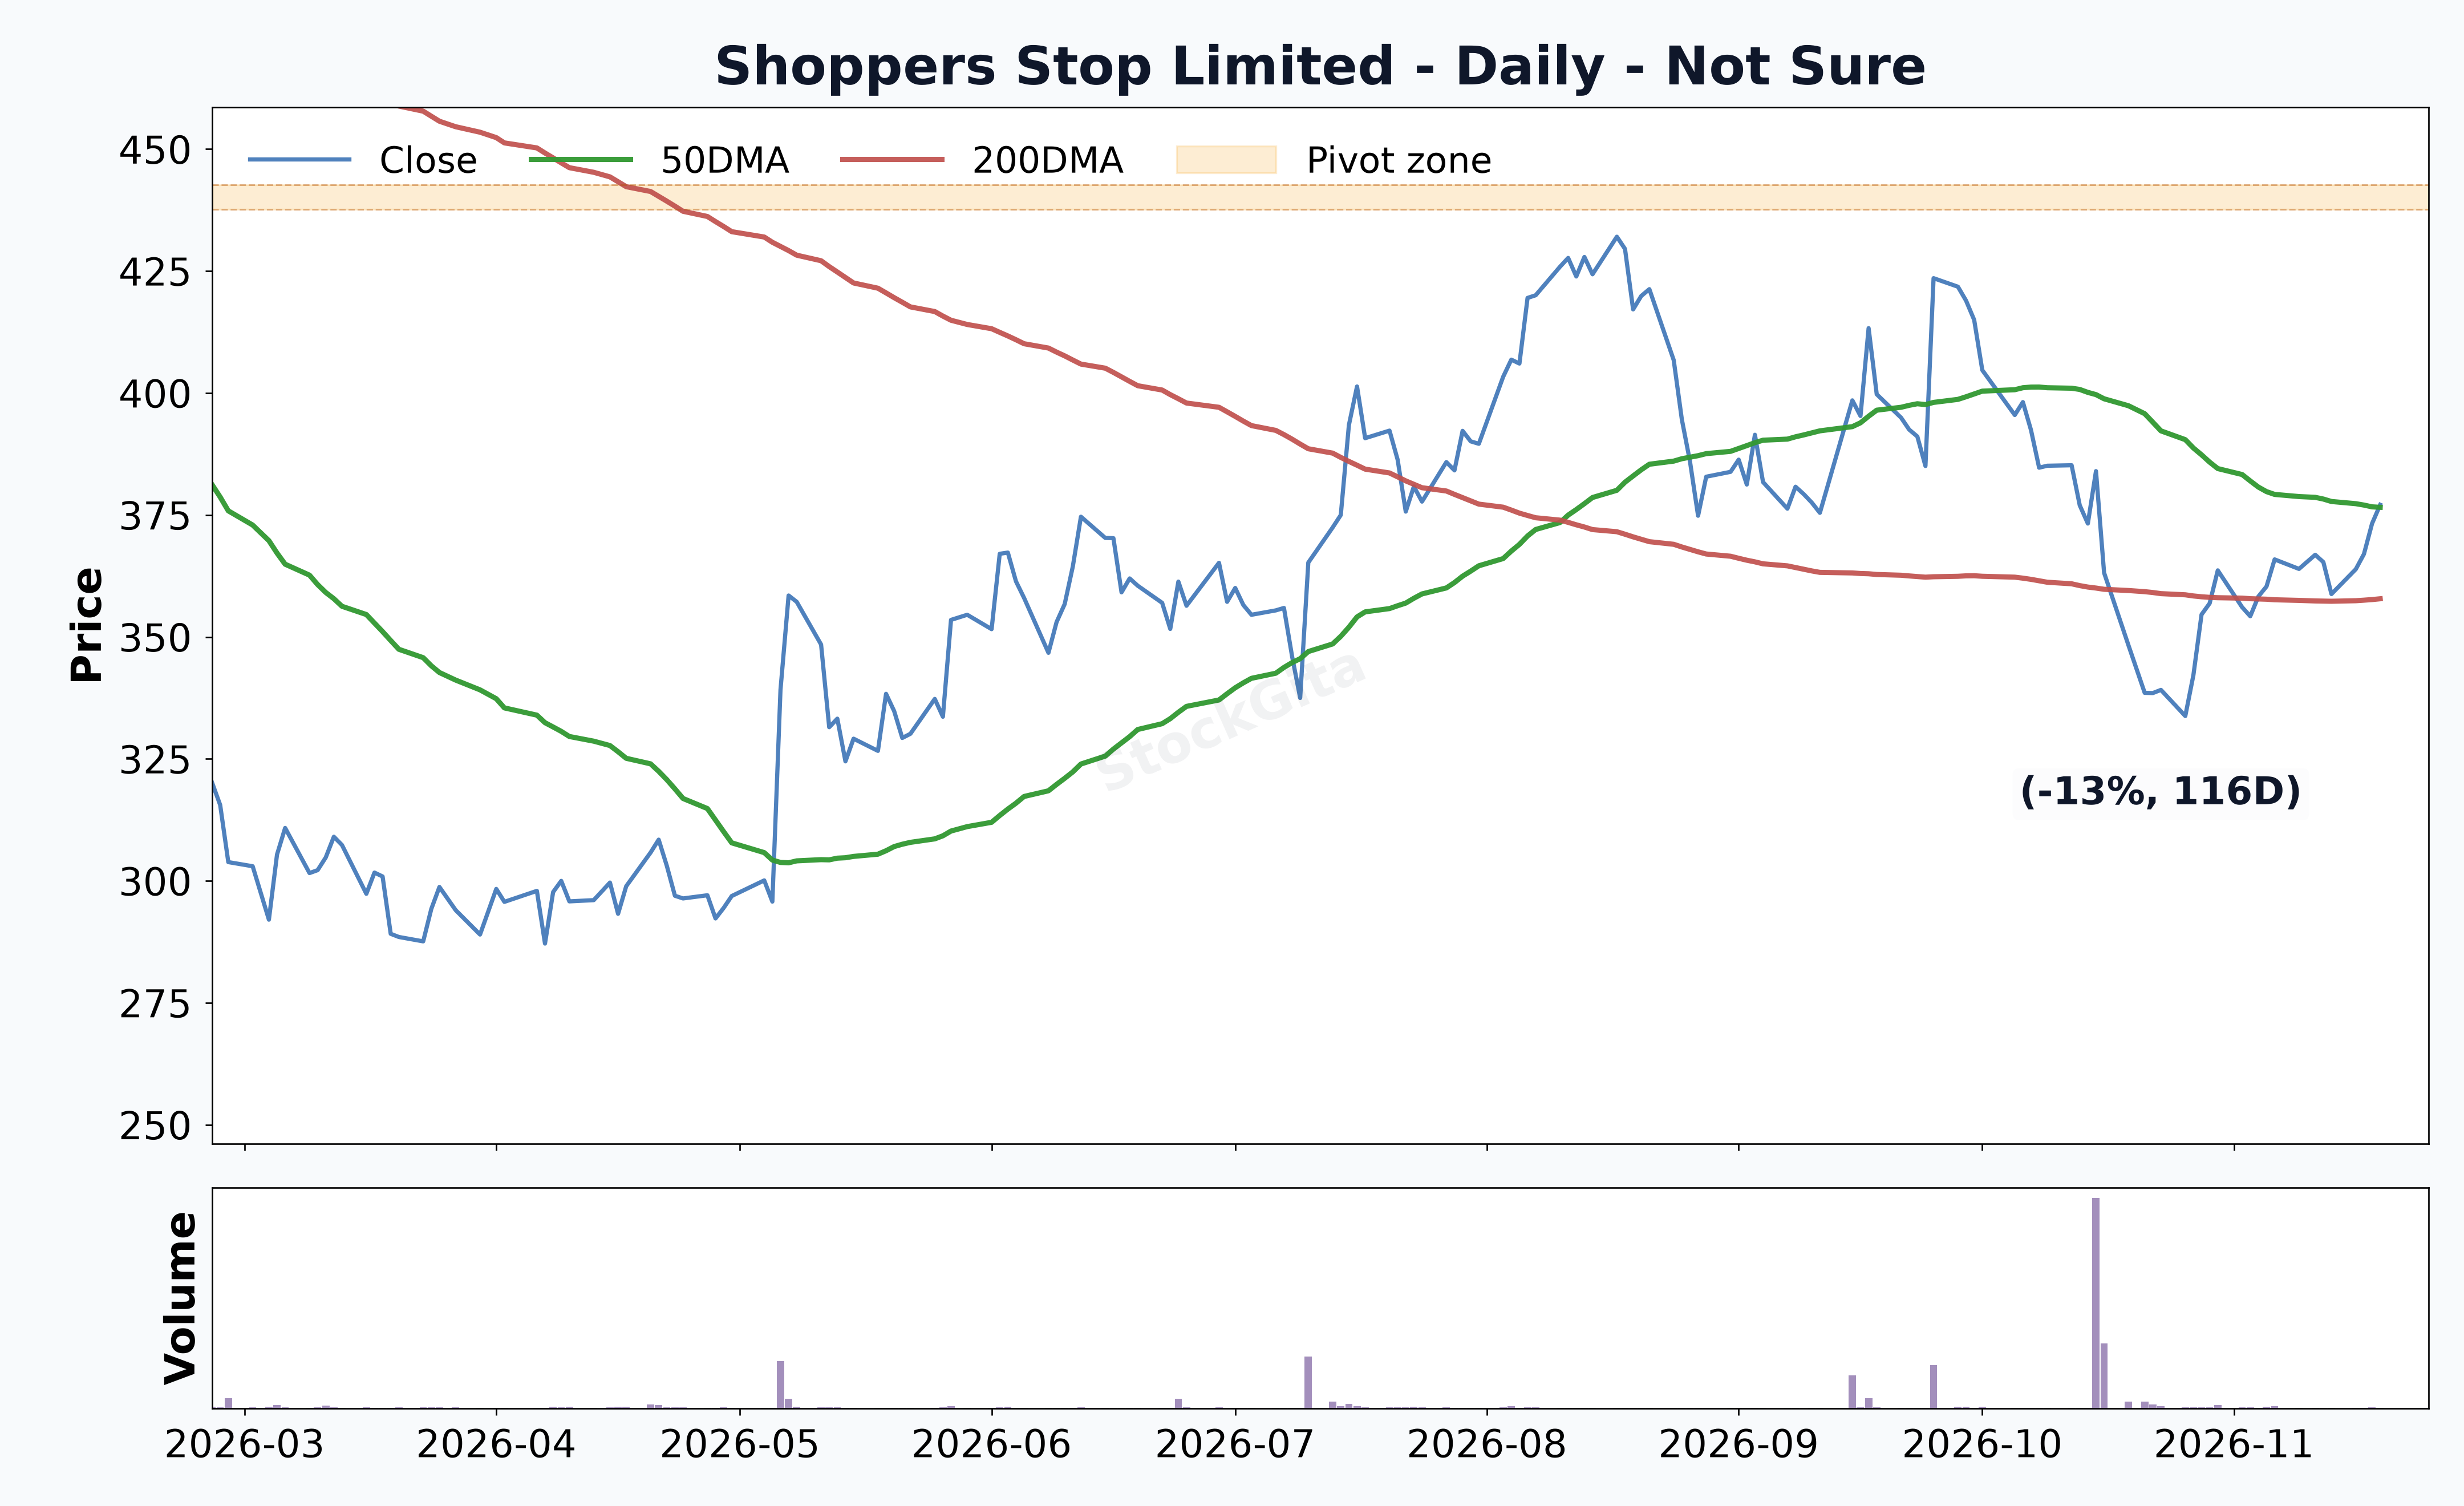 Shoppers Stop Limited - Daily - Not Sure
Close 50DMA 200DMA Pivot zone
Price
450
425
400
375
350
325
300
275
250
StockGita
(-13%, 116D)
Volume
2026-03 2026-04 2026-05 2026-06 2026-07 2026-08 2026-09 2026-10 2026-11